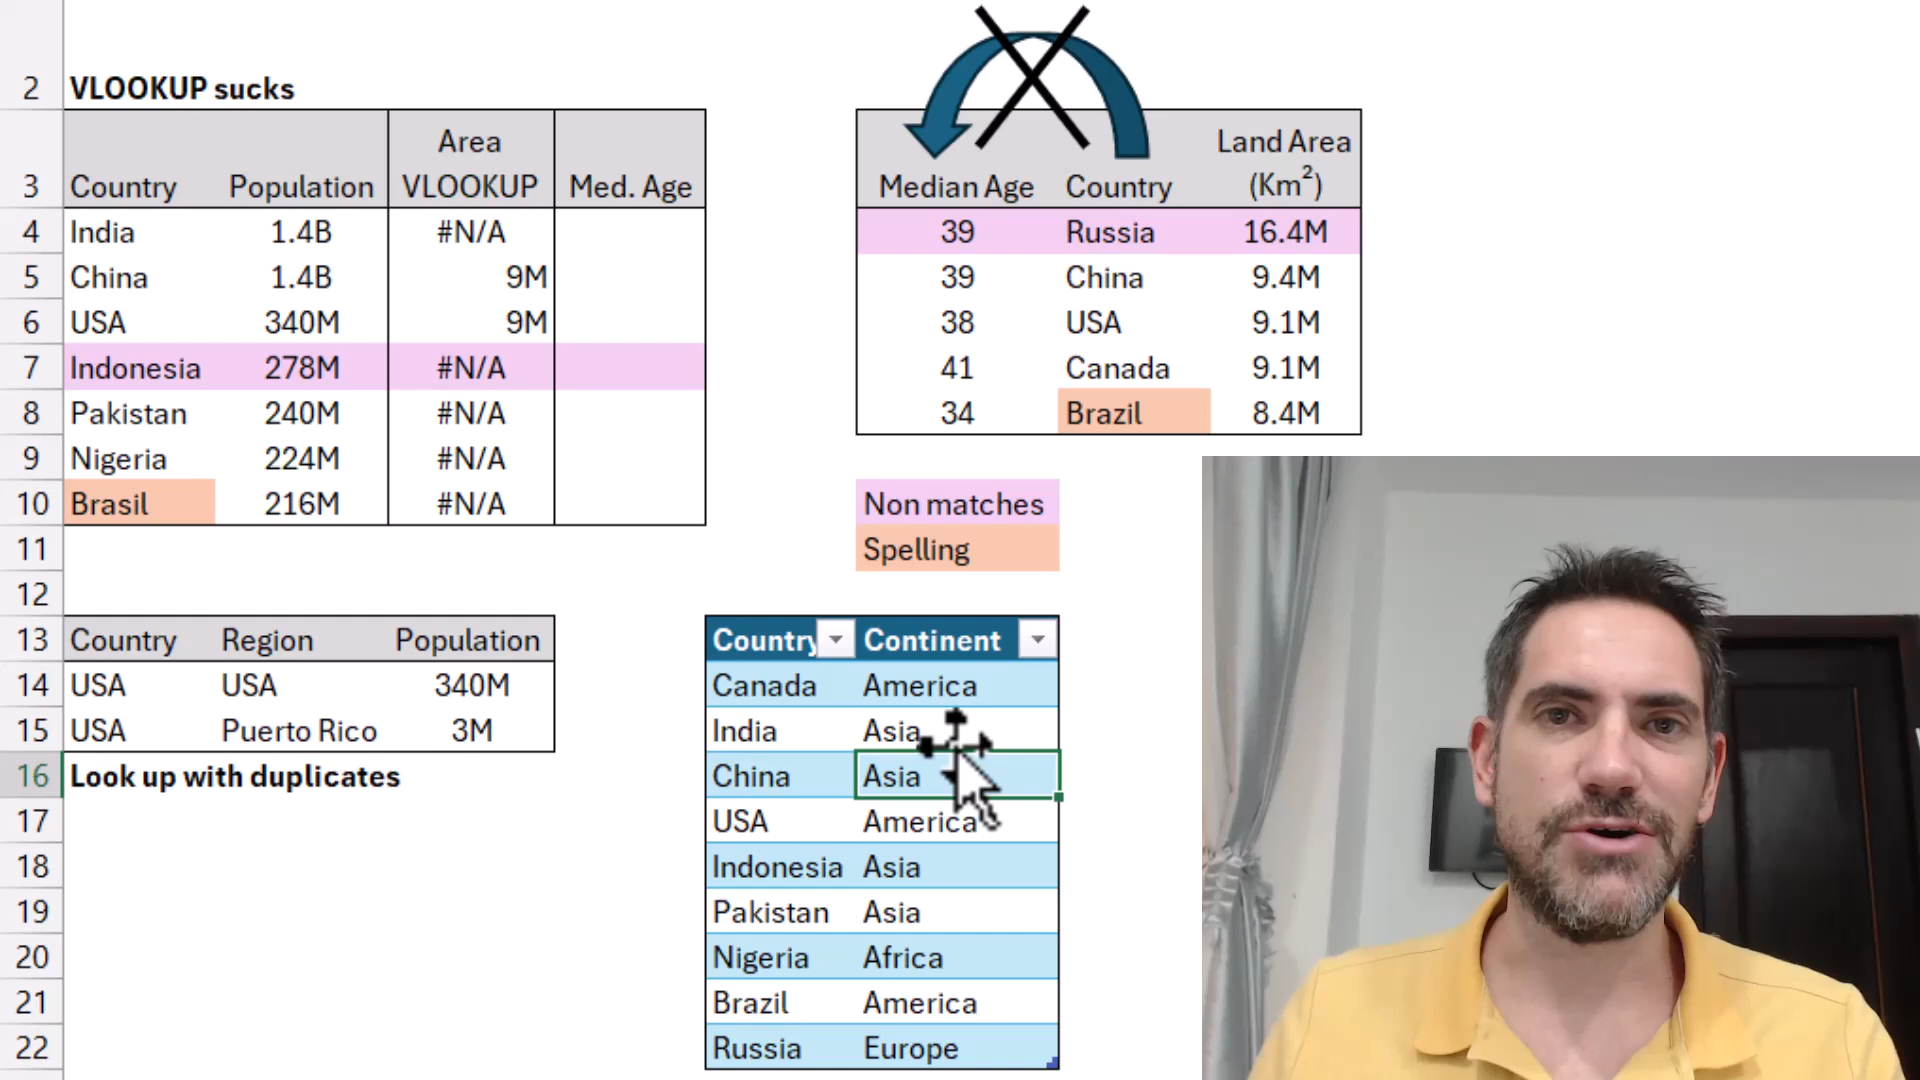 2 VLOOKUP sucks
3 Country Population Area VLOOKUP Med. Age
4 India 1.4B #N/A
5 China 1.4B 9M
6 USA 340M 9M
7 Indonesia 278M #N/A
8 Pakistan 240M #N/A
9 Nigeria 224M #N/A
10 Brasil 216M #N/A
11
12
13 Country Region Population
14 USA USA 340M
15 USA Puerto Rico 3M
16 Look up with duplicates
17
18
19
20
21
22
Median Age Country Land Area (Km²)
39 Russia 16.4M
39 China 9.4M
38 USA 9.1M
41 Canada 9.1M
34 Brazil 8.4M
Non matches
Spelling
Country Continent
Canada America
India Asia
China Asia
USA America
Indonesia Asia
Pakistan Asia
Nigeria Africa
Brazil America
Russia Europe